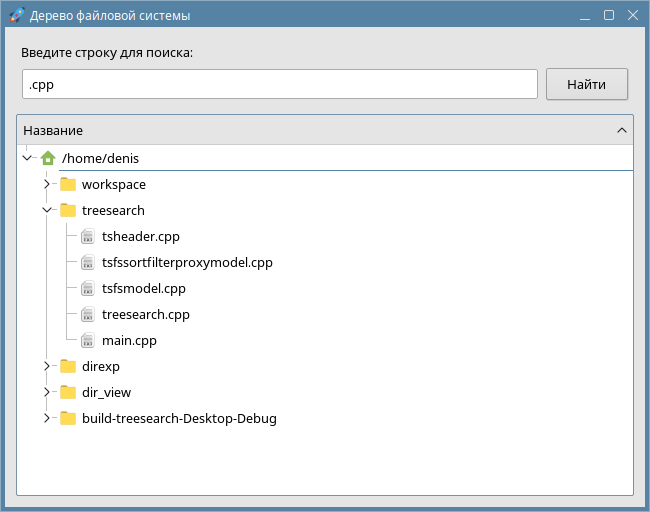 Дерево файловой системы
Введите строку для поиска:
.cpp
Найти
Название
/home/denis
workspace
treesearch
tsheader.cpp
tsfssortfilterproxymodel.cpp
tsfsmodel.cpp
treesearch.cpp
main.cpp
direxp
dir_view
build-treesearch-Desktop-Debug